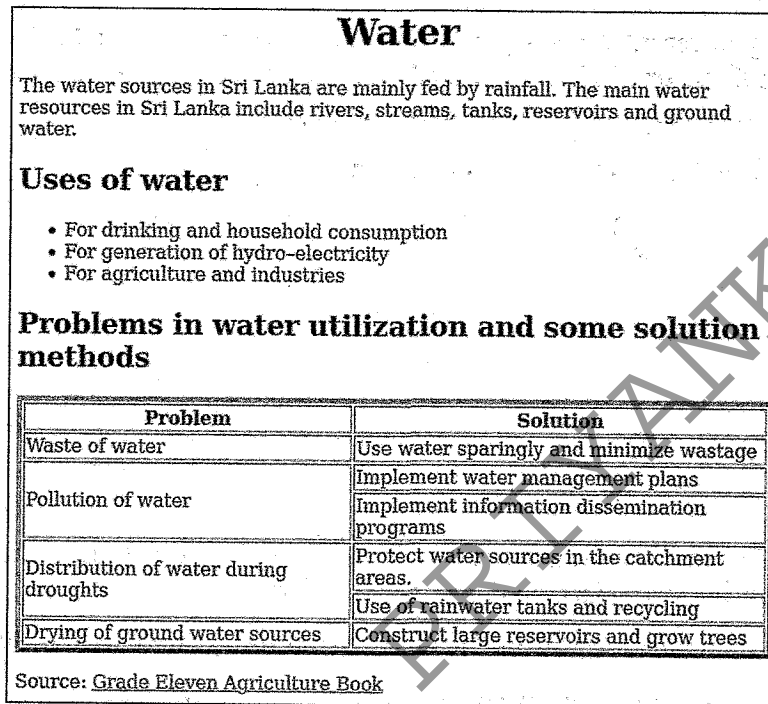 Water
The water sources in Sri Lanka are mainly fed by rainfall. The main water
resources in Sri Lanka include rivers, streams, tanks, reservoirs and ground
water.
Uses of water
• For drinking and household consumption
• For generation of hydro-electricity
• For agriculture and industries
Problems in water utilization and some solution
methods
Problem Solution
Waste of water Use water sparingly and minimize wastage
Pollution of water Implement water management plans
Implement information dissemination
programs
Distribution of water during
droughts
Protect water sources in the catchment
areas.
Use of rainwater tanks and recycling
Drying of ground water sources Construct large reservoirs and grow trees
Source: Grade Eleven Agriculture Book
PRIYANK